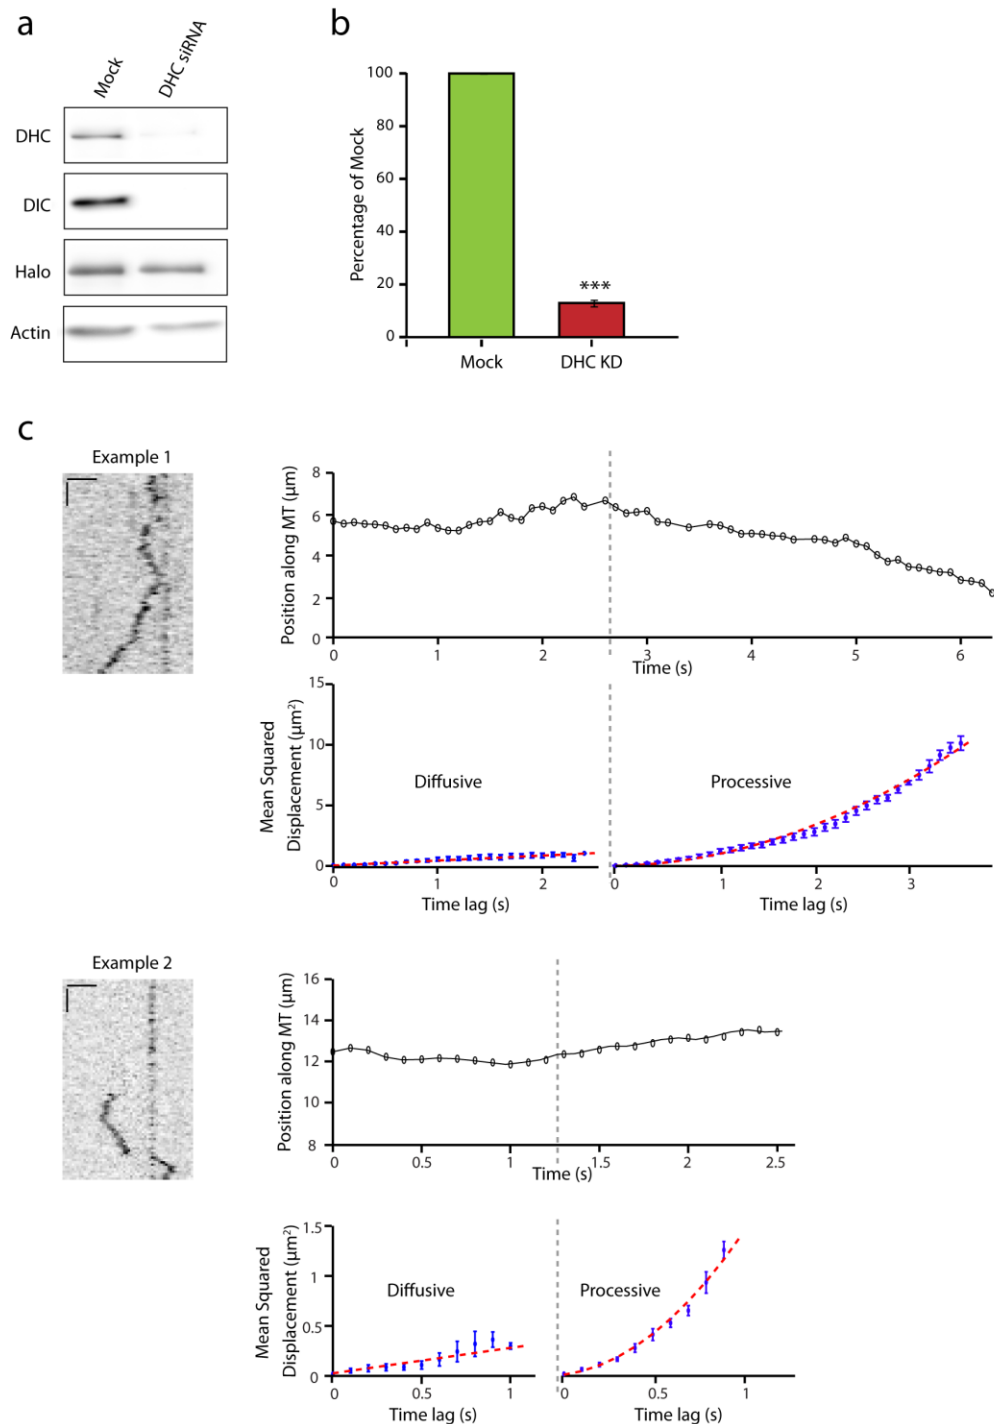 a
Mock
DHC siRNA
DHC
DIC
Halo
Actin
b
Percentage of Mock
100
80
60
40
20
0
***
Mock
DHC KD
c
Example 1
Position along MT (μm)
8
6
4
2
0
0
1
2
3
4
5
6
Time (s)
Mean Squared
Displacement (μm²)
15
10
5
0
Diffusive
Processive
0
1
2
0
1
2
3
Time lag (s)
Time lag (s)
Example 2
Position along MT (μm)
16
14
12
10
8
0
0.5
1
1.5
2
2.5
Time (s)
Mean Squared
Displacement (μm²)
1.5
1
0.5
0
Diffusive
Processive
0
0.5
1
0
0.5
1
Time lag (s)
Time lag (s)